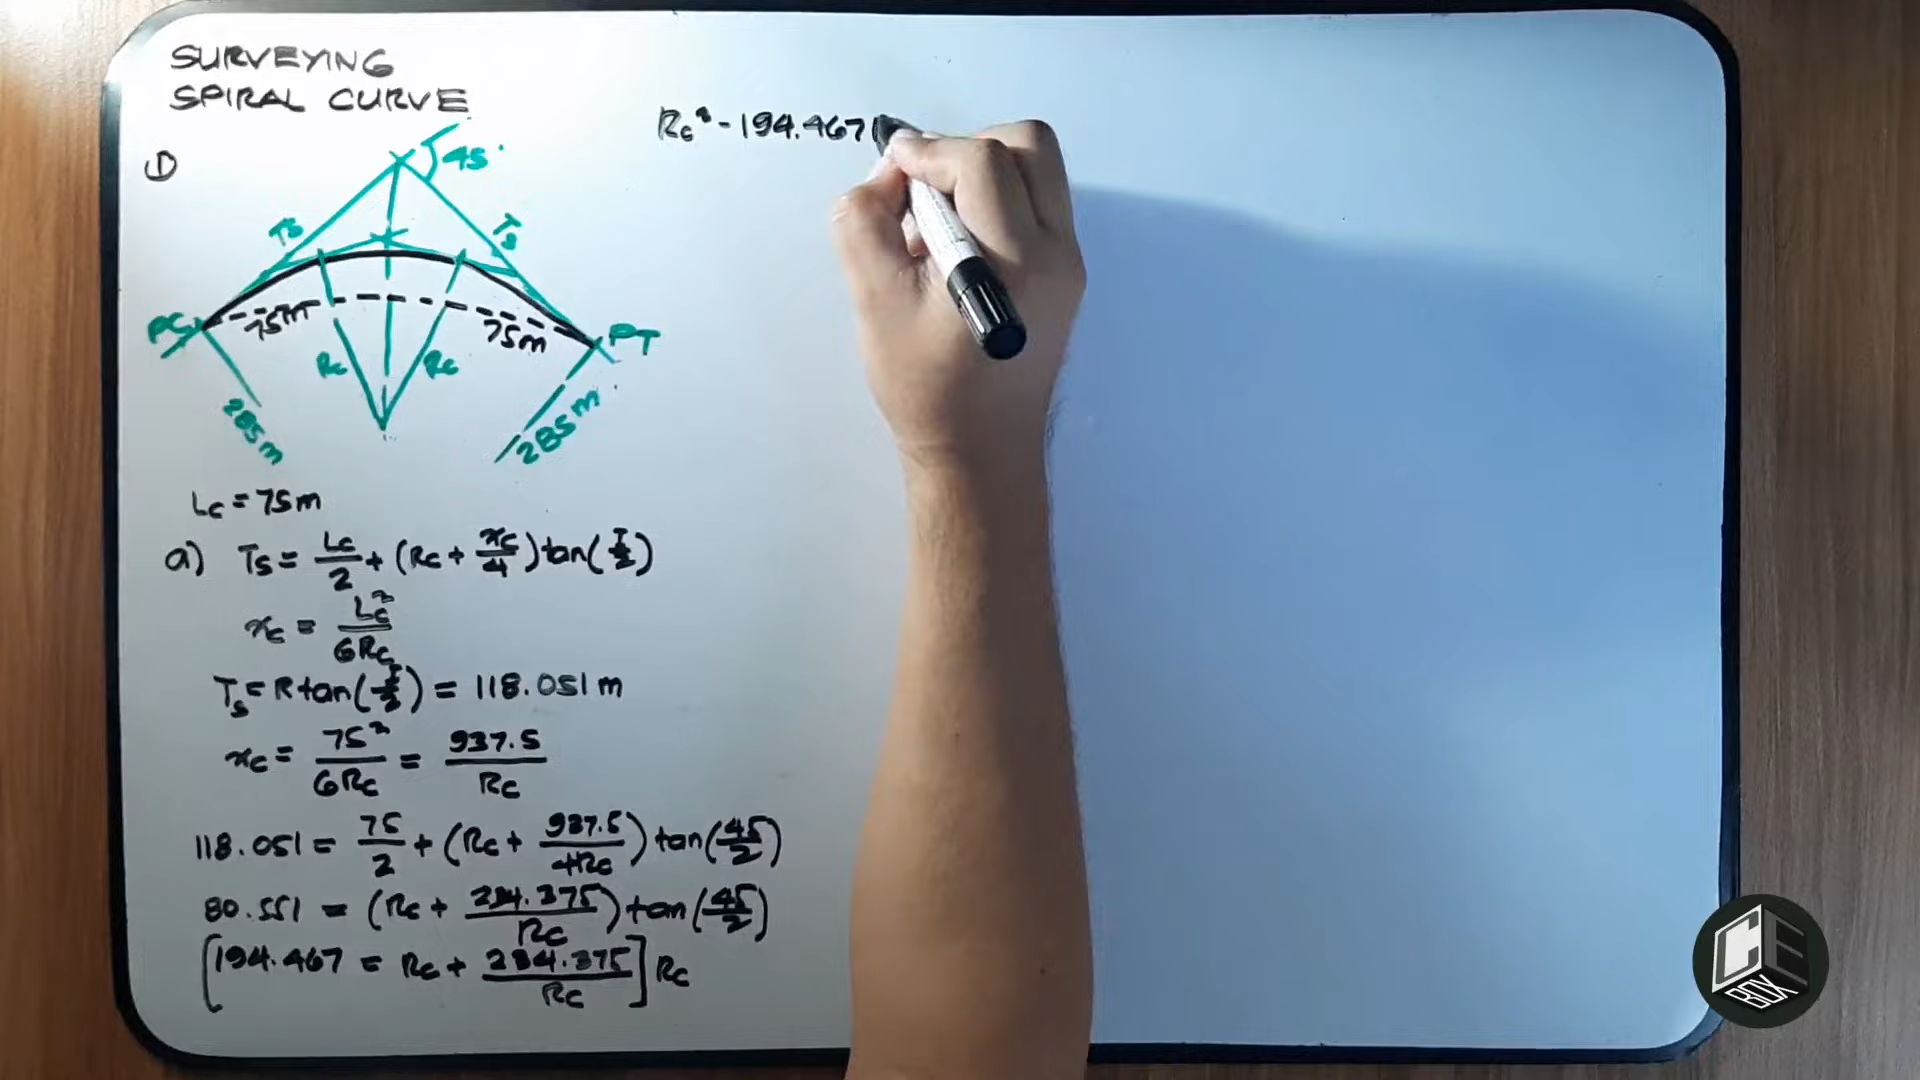 SURVEYING
SPIRAL CURVE
①
45°
Ts
Ts
PC
75m
75m
PT
Rc
Rc
285m
285m
Lc = 75m
a) Ts = Lc/2 + (Rc + xc/4) tan(I/2)
xc = Lc²/6Rc
Ts = R tan(I/2) = 118.051 m
xc = 75²/6Rc = 937.5/Rc
118.051 = 75/2 + (Rc + 937.5/4Rc) tan(45/2)
80.551 = (Rc + 234.375/Rc) tan(45/2)
[194.467 = Rc + 234.375/Rc] Rc
Rc² - 194.467
CE
BOX